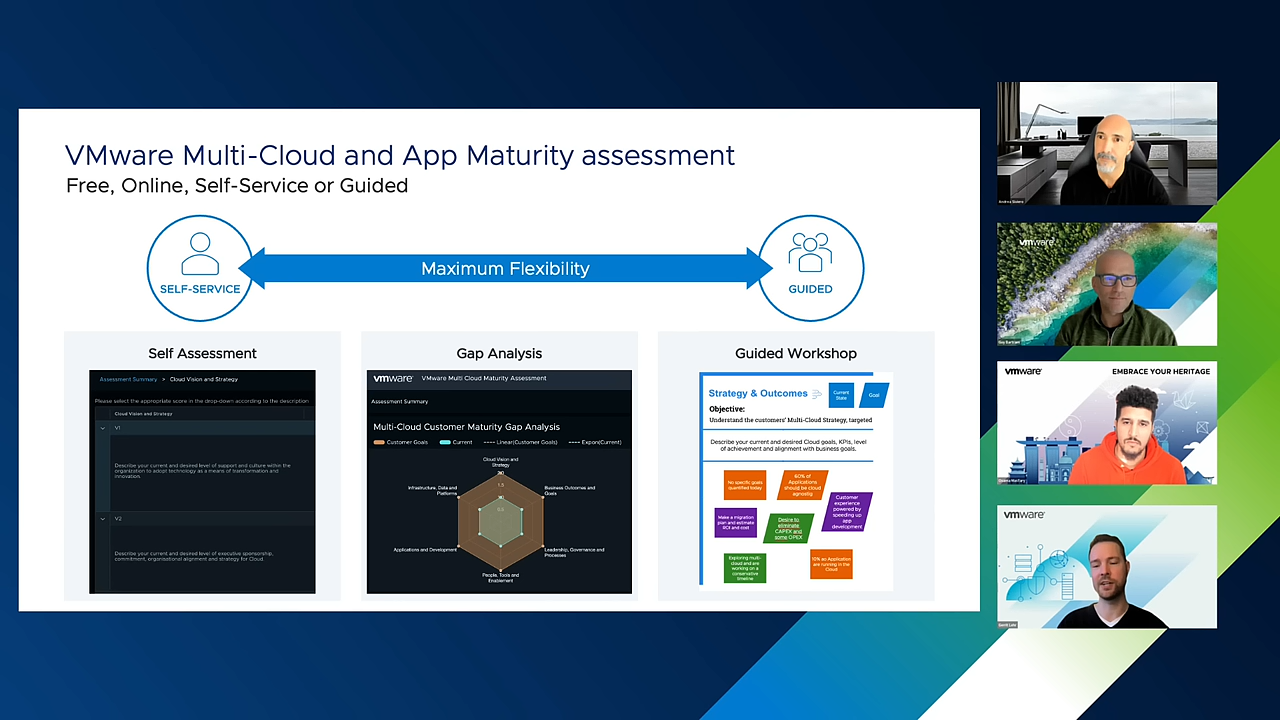 VMware Multi-Cloud and App Maturity assessment
Free, Online, Self-Service or Guided
SELF-SERVICE
Maximum Flexibility
GUIDED
Self Assessment
Assessment Summary > Cloud Vision and Strategy
Please select the appropriate score in the drop-down according to the description
Cloud Vision and Strategy
V1
Describe your current and desired level of support and culture within the
organization to adopt technology as a means of transformation and
innovation.
V2
Describe your current and desired level of executive sponsorship,
commitment, organisational alignment and strategy for Cloud.
Gap Analysis
vmware VMware Multi Cloud Maturity Assessment
Assessment Summary
Multi-Cloud Customer Maturity Gap Analysis
Customer Goals
Current
Linear(Customer Goals)
Expon(Current)
Cloud Vision and
Strategy
1.5
Infrastructure, Data and
Platforms
Business Outcomes and
Goals
Applications and Development
Leadership, Governance and
Processes
People, Tools and
Enablement
Guided Workshop
Strategy & Outcomes
Current
State
Goal
Objective:
Understand the customers' Multi-Cloud Strategy, targeted
Describe your current and desired Cloud goals, KPIs, level
of achievement and alignment with business goals.
No specific goals
quantified today
60% of
Applications
should be cloud
agnostig
Customer
experience
powered by
speeding up
app
development
Make a migration
plan and estimate
ROI and cost
Desire to
eliminate
CAPEX and
some OPEX
Exploring multi-
cloud and are
working on a
conservative
timeline
10% as Application
are running in the
Cloud
vmware
vmware
EMBRACE YOUR HERITAGE
vmware